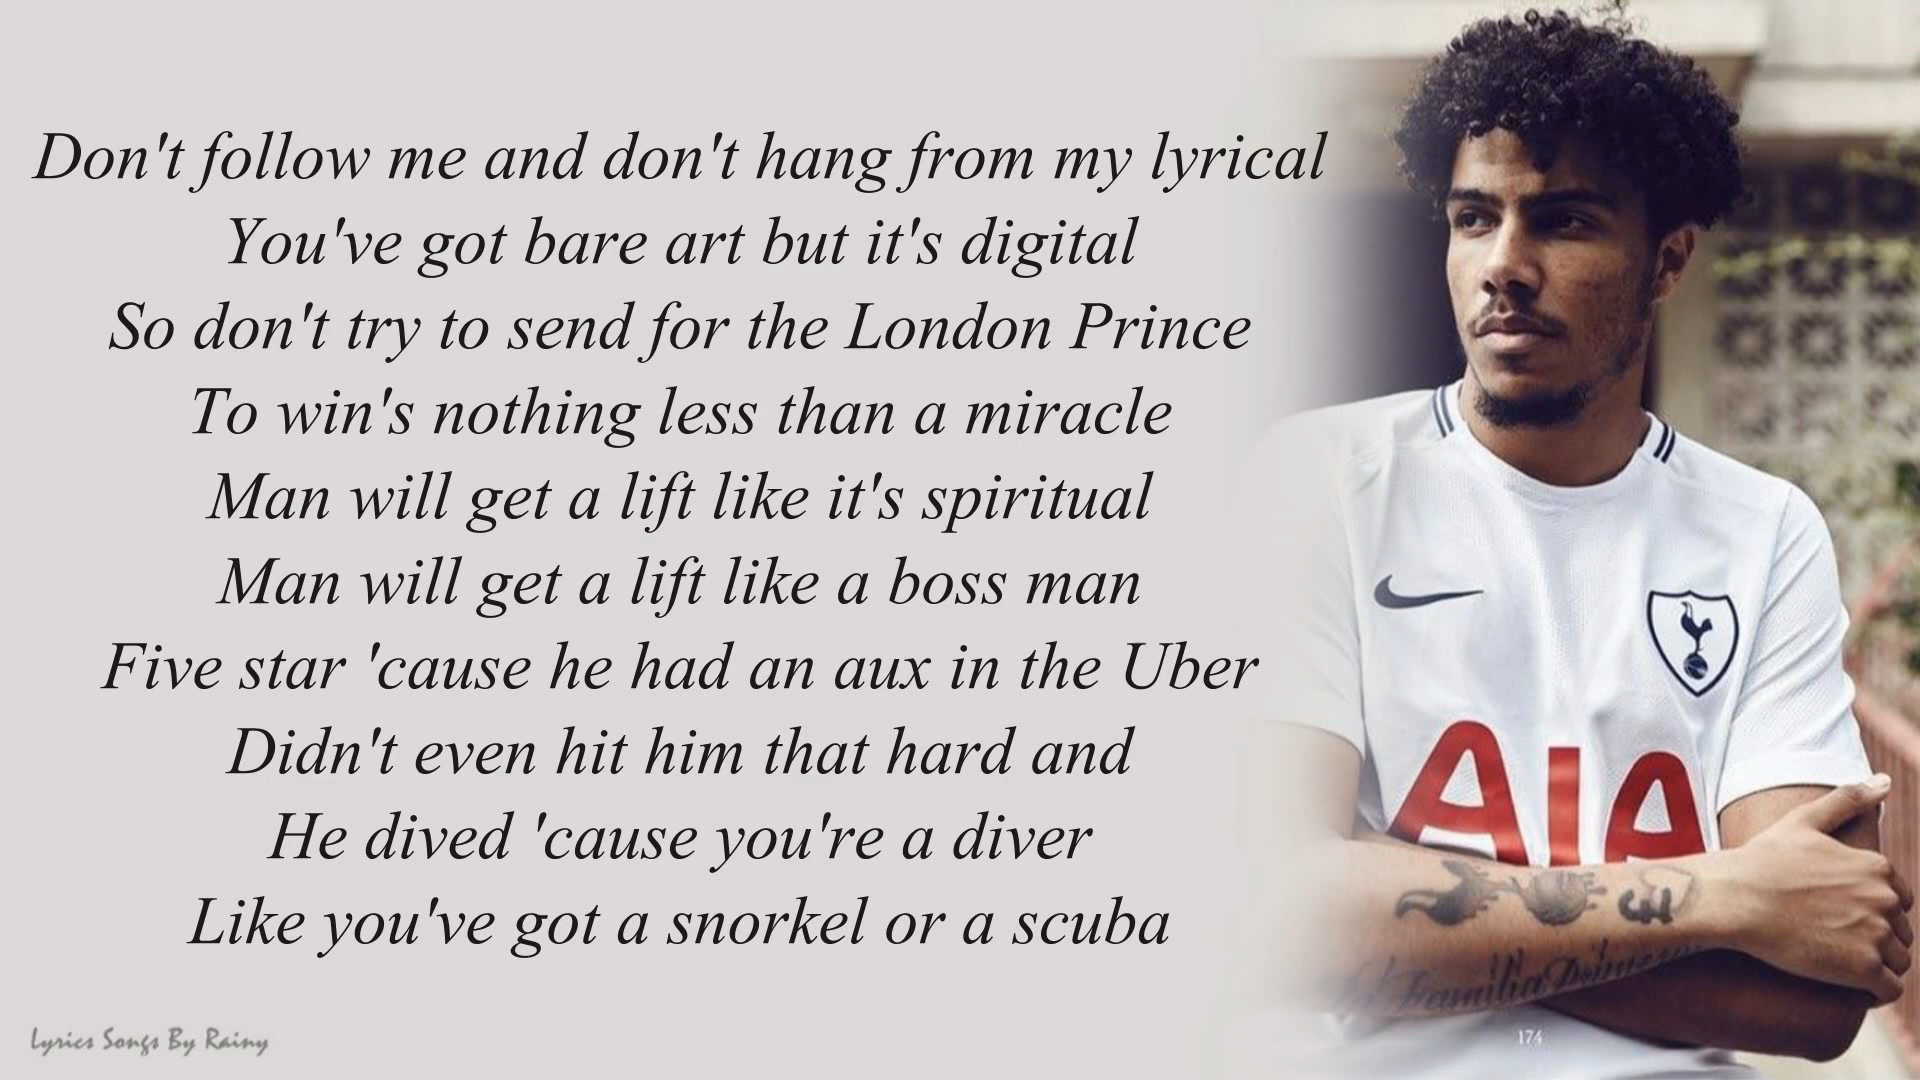 Don't follow me and don't hang from my lyrical
You've got bare art but it's digital
So don't try to send for the London Prince
To win's nothing less than a miracle
Man will get a lift like it's spiritual
Man will get a lift like a boss man
Five star 'cause he had an aux in the Uber
Didn't even hit him that hard and
He dived 'cause you're a diver
Like you've got a snorkel or a scuba
AIA
£
Familia
Lyrics Songs By Rainy
174